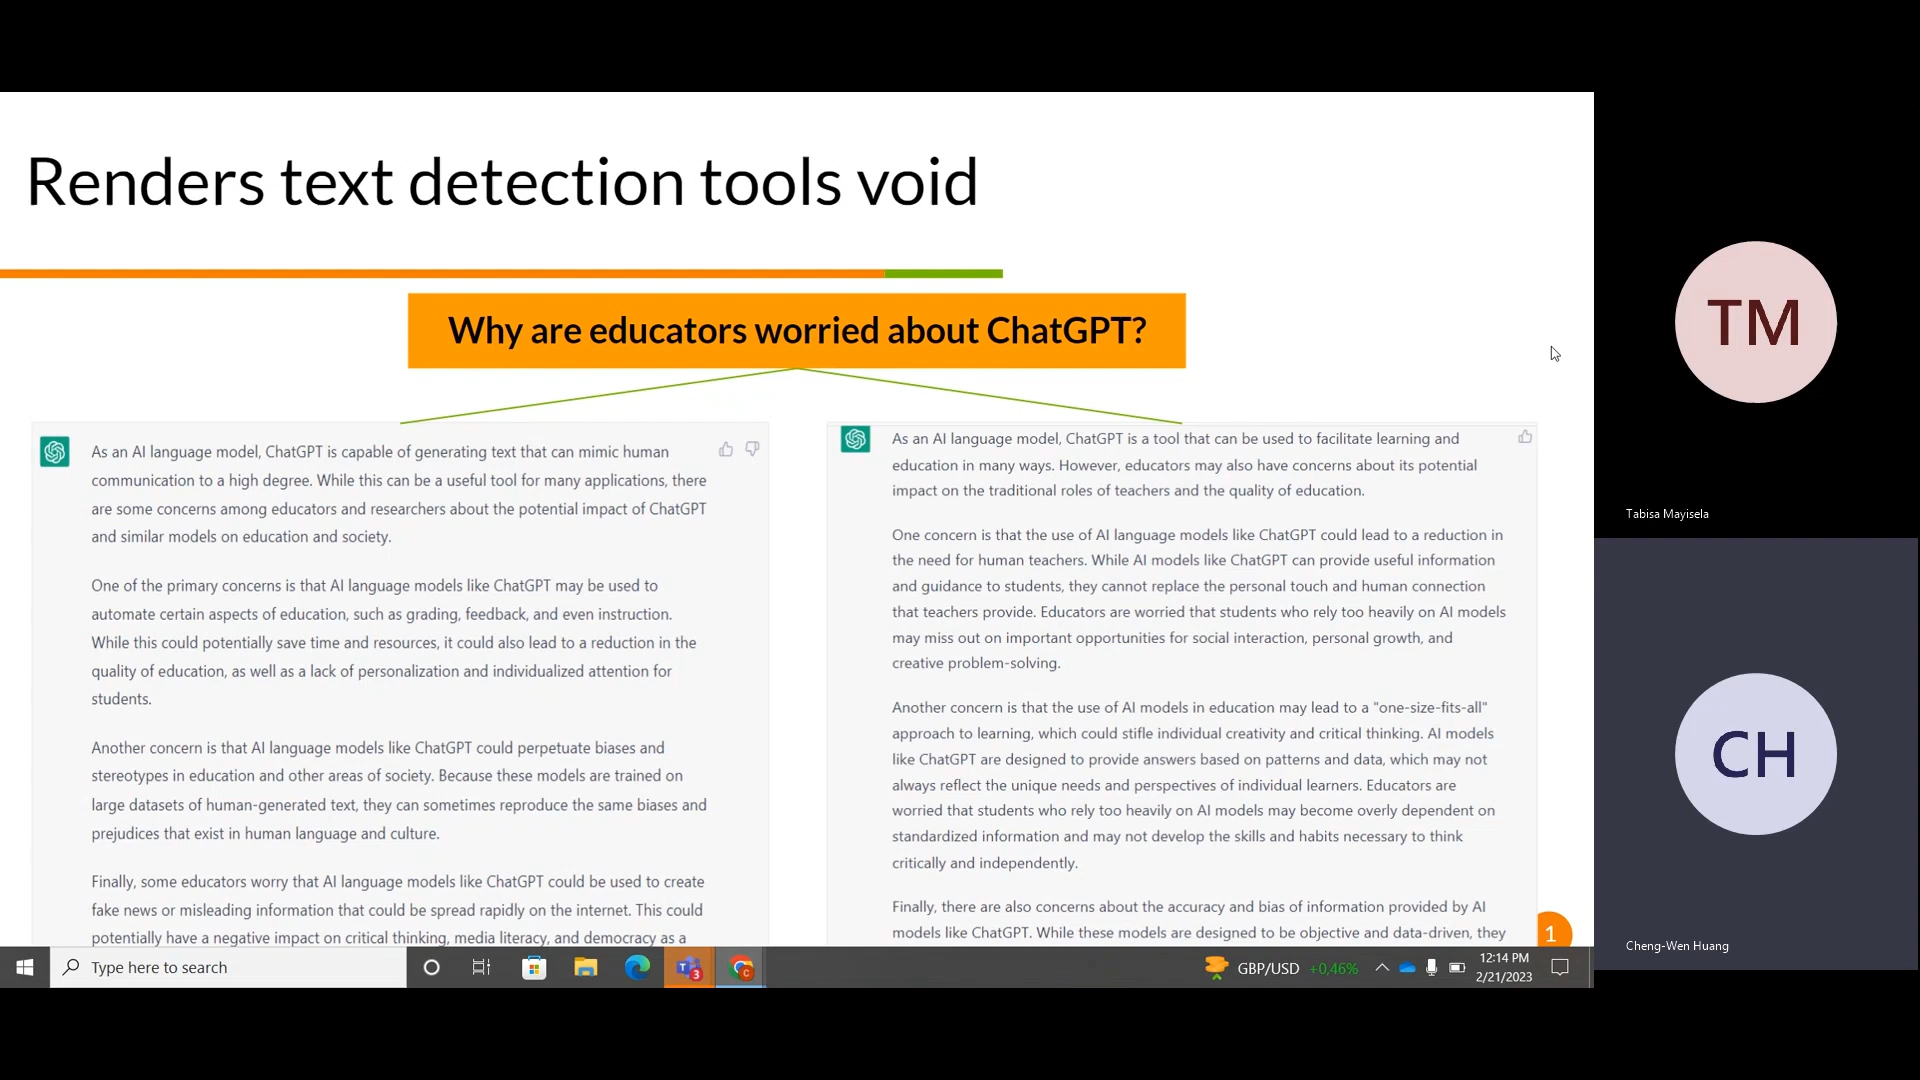 Renders text detection tools void
Why are educators worried about ChatGPT?
As an AI language model, ChatGPT is capable of generating text that can mimic human
communication to a high degree. While this can be a useful tool for many applications, there
are some concerns among educators and researchers about the potential impact of ChatGPT
and similar models on education and society.
One of the primary concerns is that AI language models like ChatGPT may be used to
automate certain aspects of education, such as grading, feedback, and even instruction.
While this could potentially save time and resources, it could also lead to a reduction in the
quality of education, as well as a lack of personalization and individualized attention for
students.
Another concern is that AI language models like ChatGPT could perpetuate biases and
stereotypes in education and other areas of society. Because these models are trained on
large datasets of human-generated text, they can sometimes reproduce the same biases and
prejudices that exist in human language and culture.
Finally, some educators worry that AI language models like ChatGPT could be used to create
fake news or misleading information that could be spread rapidly on the internet. This could
potentially have a negative impact on critical thinking, media literacy, and democracy as a
As an AI language model, ChatGPT is a tool that can be used to facilitate learning and
education in many ways. However, educators may also have concerns about its potential
impact on the traditional roles of teachers and the quality of education.
One concern is that the use of AI language models like ChatGPT could lead to a reduction in
the need for human teachers. While AI models like ChatGPT can provide useful information
and guidance to students, they cannot replace the personal touch and human connection
that teachers provide. Educators are worried that students who rely too heavily on AI models
may miss out on important opportunities for social interaction, personal growth, and
creative problem-solving.
Another concern is that the use of AI models in education may lead to a "one-size-fits-all"
approach to learning, which could stifle individual creativity and critical thinking. AI models
like ChatGPT are designed to provide answers based on patterns and data, which may not
always reflect the unique needs and perspectives of individual learners. Educators are
worried that students who rely too heavily on AI models may become overly dependent on
standardized information and may not develop the skills and habits necessary to think
critically and independently.
Finally, there are also concerns about the accuracy and bias of information provided by AI
models like ChatGPT. While these models are designed to be objective and data-driven, they
1
TM
Tabisa Mayisela
CH
Cheng-Wen Huang
Type here to search
3
C
GBP/USD +0,46%
12:14 PM
2/21/2023